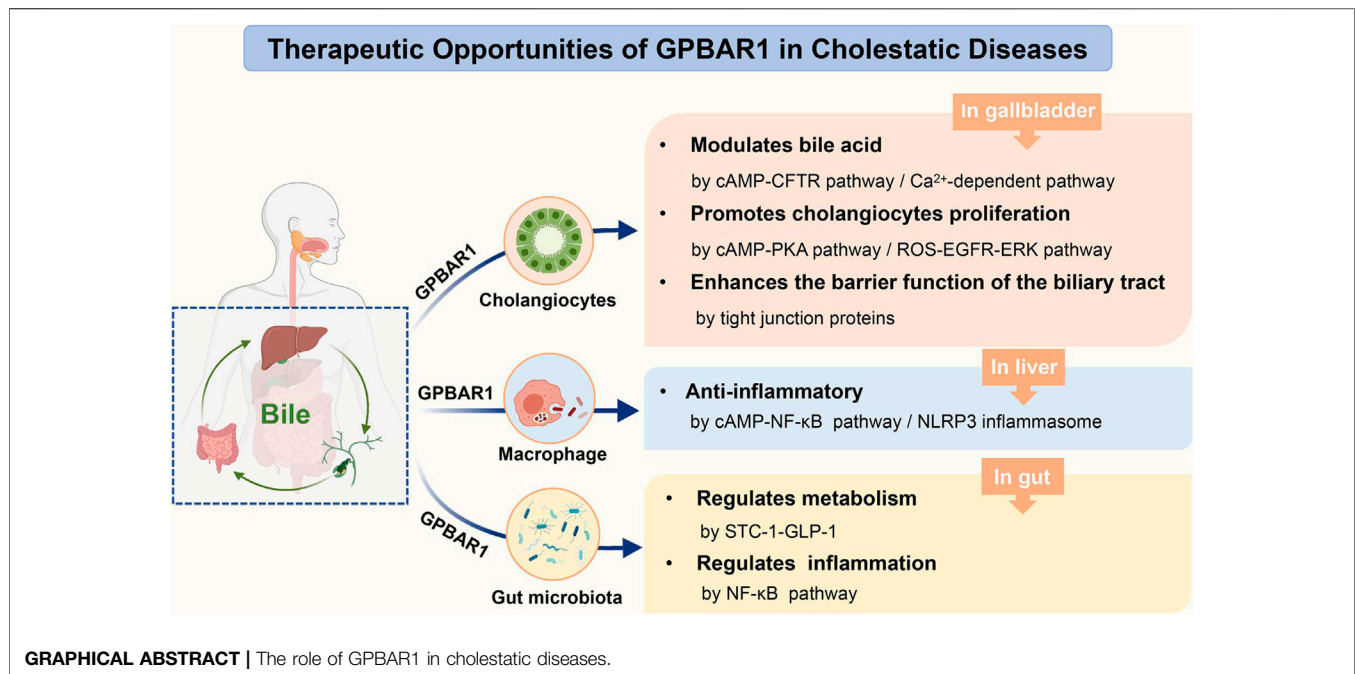 Therapeutic Opportunities of GPBAR1 in Cholestatic Diseases
Bile
GPBAR1
Cholangiocytes
In gallbladder
• Modulates bile acid
by cAMP-CFTR pathway / Ca²⁺-dependent pathway
• Promotes cholangiocytes proliferation
by cAMP-PKA pathway / ROS-EGFR-ERK pathway
• Enhances the barrier function of the biliary tract
by tight junction proteins
GPBAR1
Macrophage
In liver
• Anti-inflammatory
by cAMP-NF-κB pathway / NLRP3 inflammasome
GPBAR1
Gut microbiota
In gut
• Regulates metabolism
by STC-1-GLP-1
• Regulates inflammation
by NF-κB pathway
GRAPHICAL ABSTRACT | The role of GPBAR1 in cholestatic diseases.